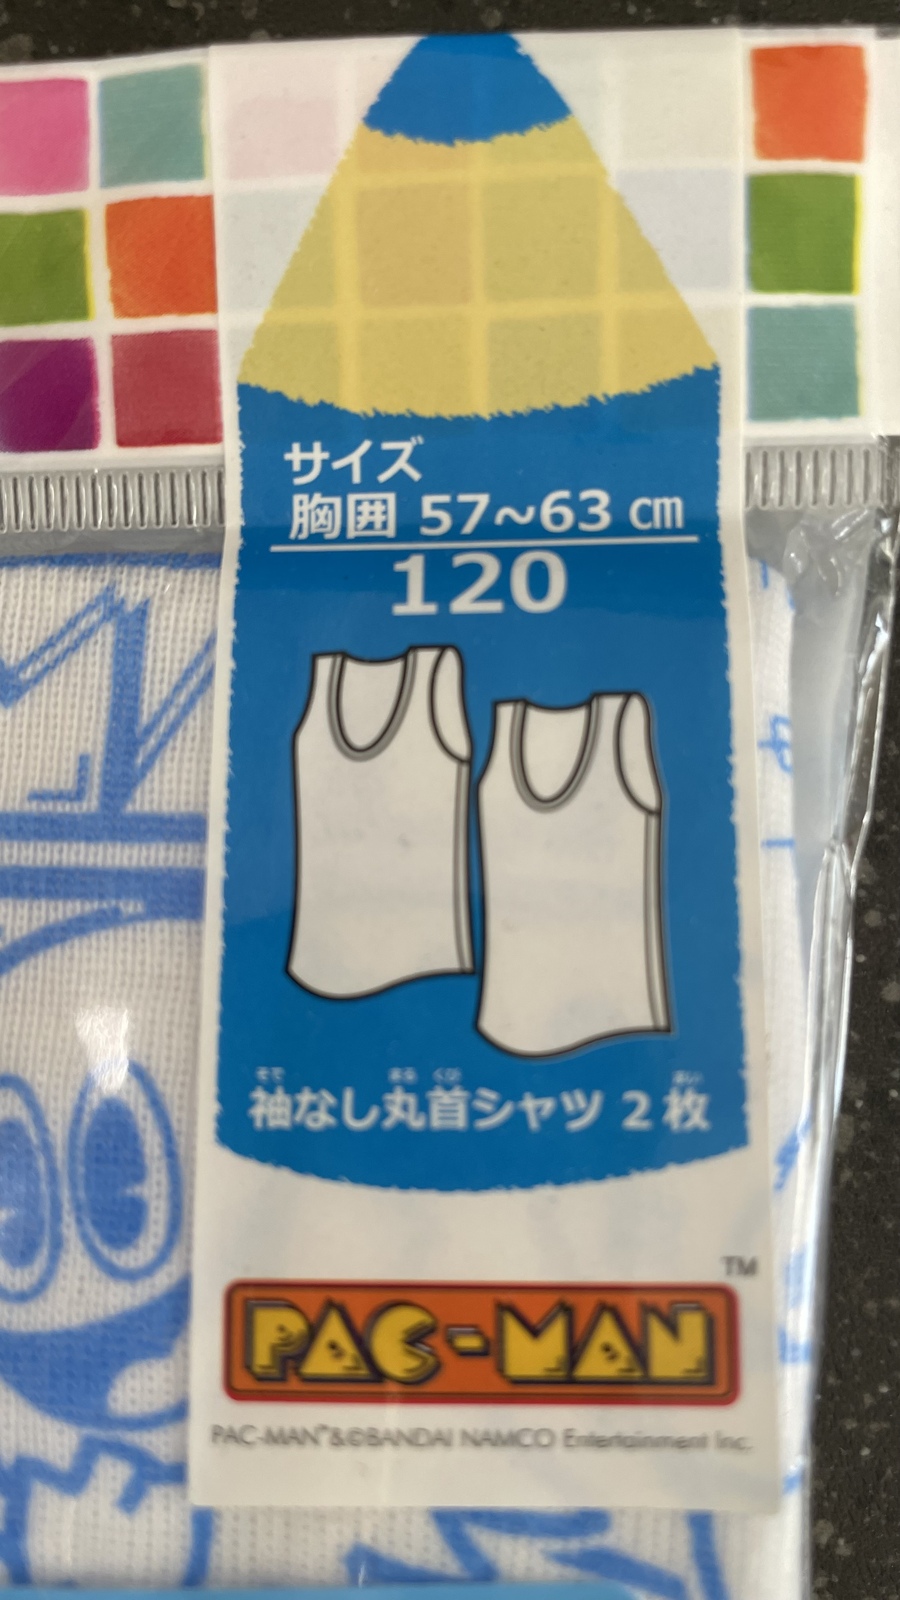 サイズ
胸囲 57~63 cm
120
そで まる くび まい
袖なし丸首シャツ 2枚
TM
PAC-MAN
PAC-MAN™&©BANDAI NAMCO Entertainment Inc.